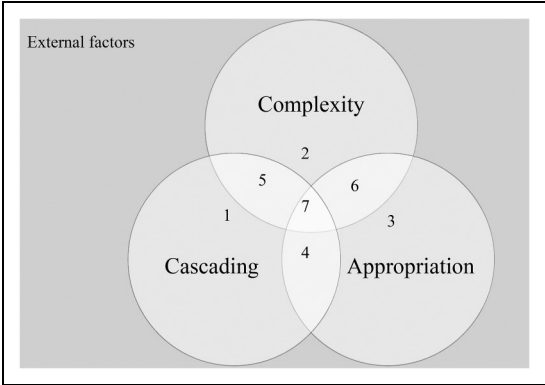 External factors
Complexity
2
5
6
7
1
3
4
Cascading
Appropriation